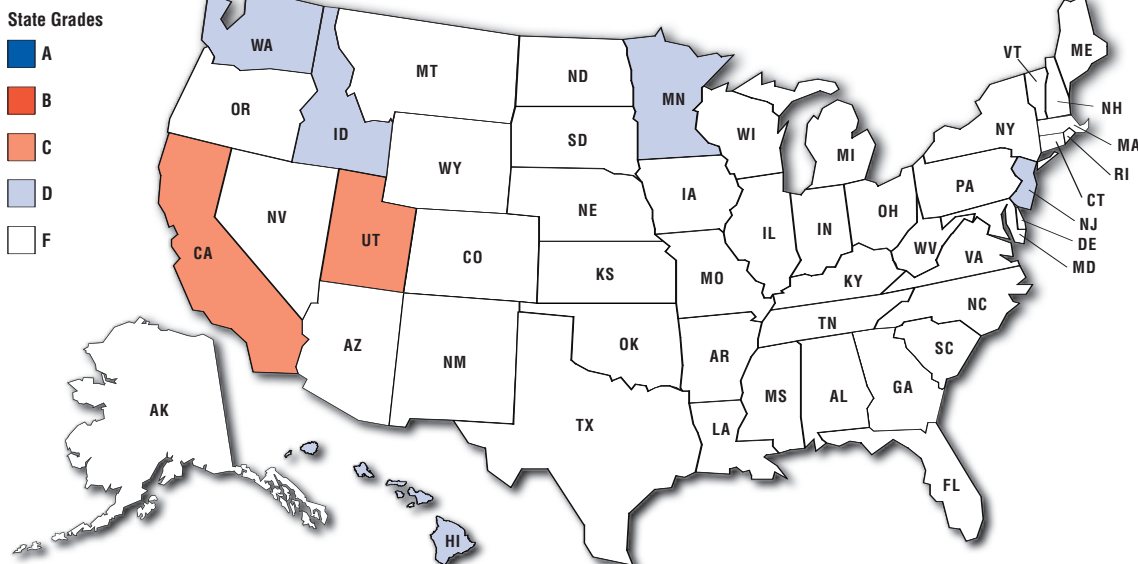 State Grades
A
B
C
D
F
WA
OR
ID
MT
ND
MN
SD
WY
WI
MI
NY
VT
ME
NH
MA
RI
CT
NJ
DE
MD
PA
NV
UT
CA
CO
NE
IA
IL
IN
OH
WV
VA
KS
MO
KY
NC
TN
SC
AZ
NM
OK
AR
MS
AL
GA
LA
TX
FL
AK
HI